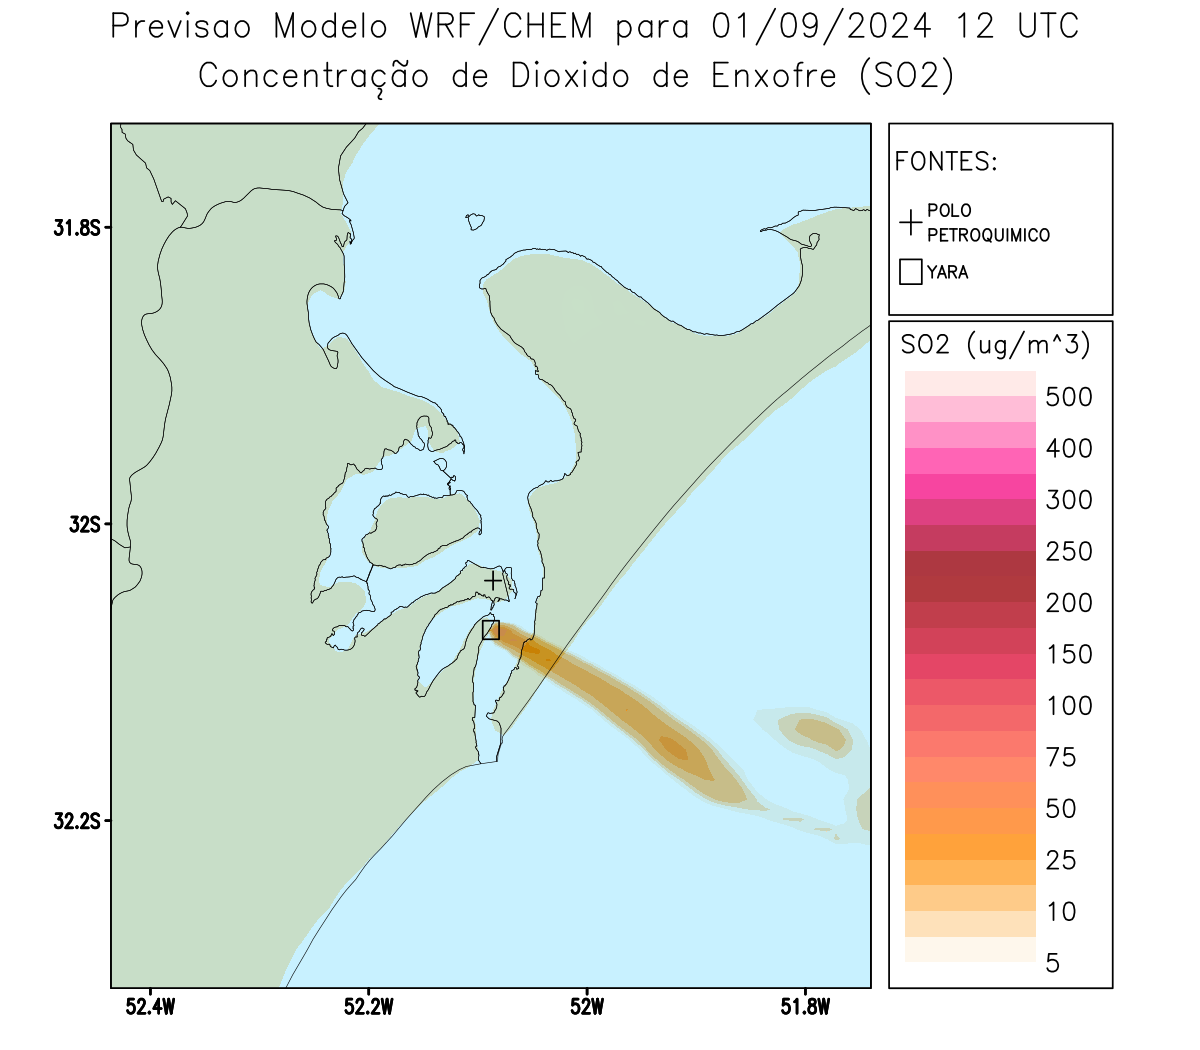 Previsao Modelo WRF/CHEM para 01/09/2024 12 UTC
Concentração de Dioxido de Enxofre (SO2)
FONTES:
POLO
PETROQUIMICO
YARA
31.8S
32S
32.2S
52.4W
52.2W
52W
51.8W
SO2 (ug/m^3)
500
400
300
250
200
150
100
75
50
25
10
5